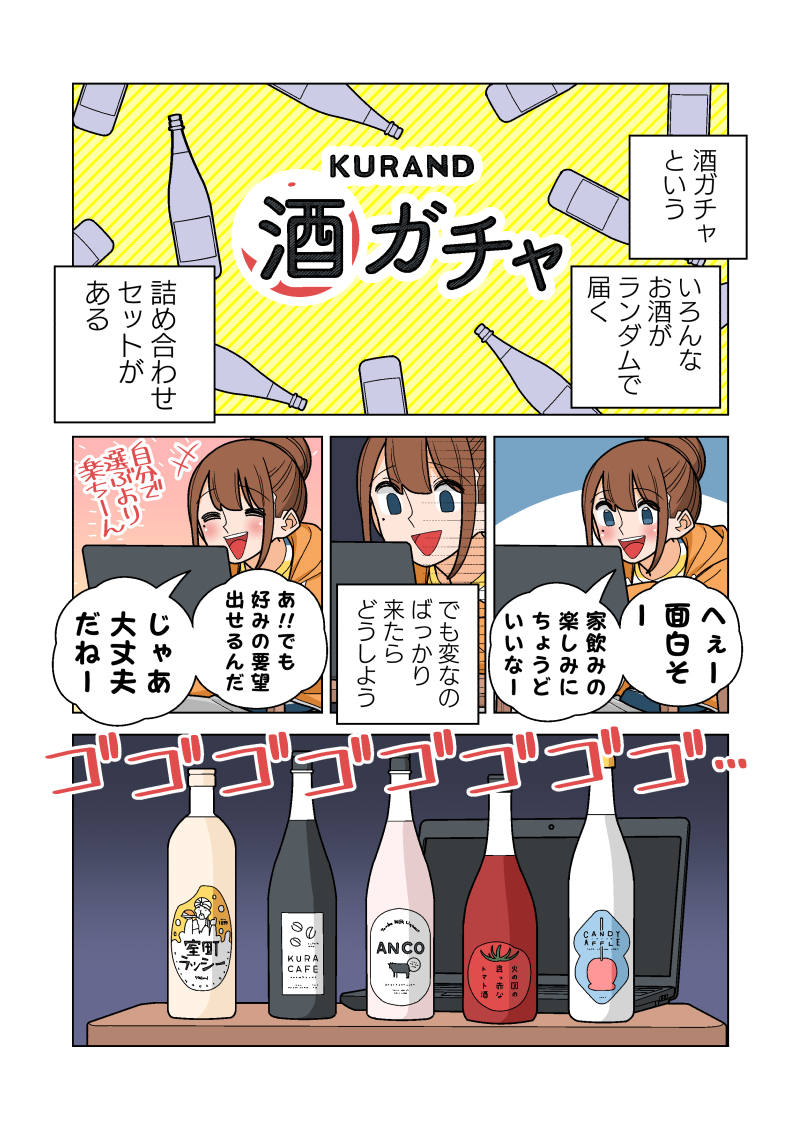 KURAND
酒ガチャ
酒ガチャ
という
いろんな
お酒が
ランダムで
届く
詰め合わせ
セットが
ある
へぇー
面白そ
ー
家飲みの
楽しみに
ちょうど
いいなー
でも変なの
ばっかり
来たら
どうしよう
自分で
選ぶより
楽ちーん
あ!!でも
好みの要望
出せるんだ
じゃあ
大丈夫
だねー
ゴゴゴゴゴゴゴゴ…
室町
ラッシー
KURA
CAFE
ANCO
火の国の
真っ赤な
トマト酒
CANDY
APPLE